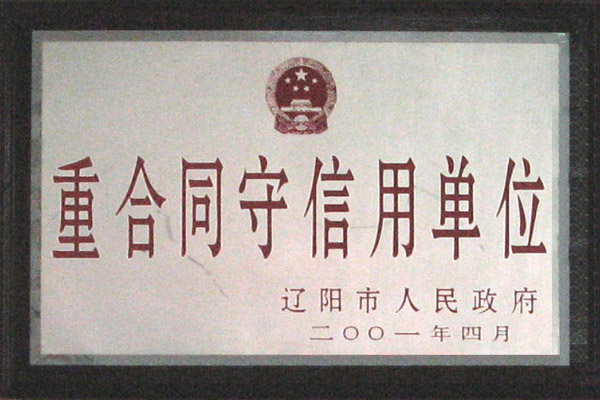 重合同守信用单位
辽阳市人民政府
二〇〇一年四月